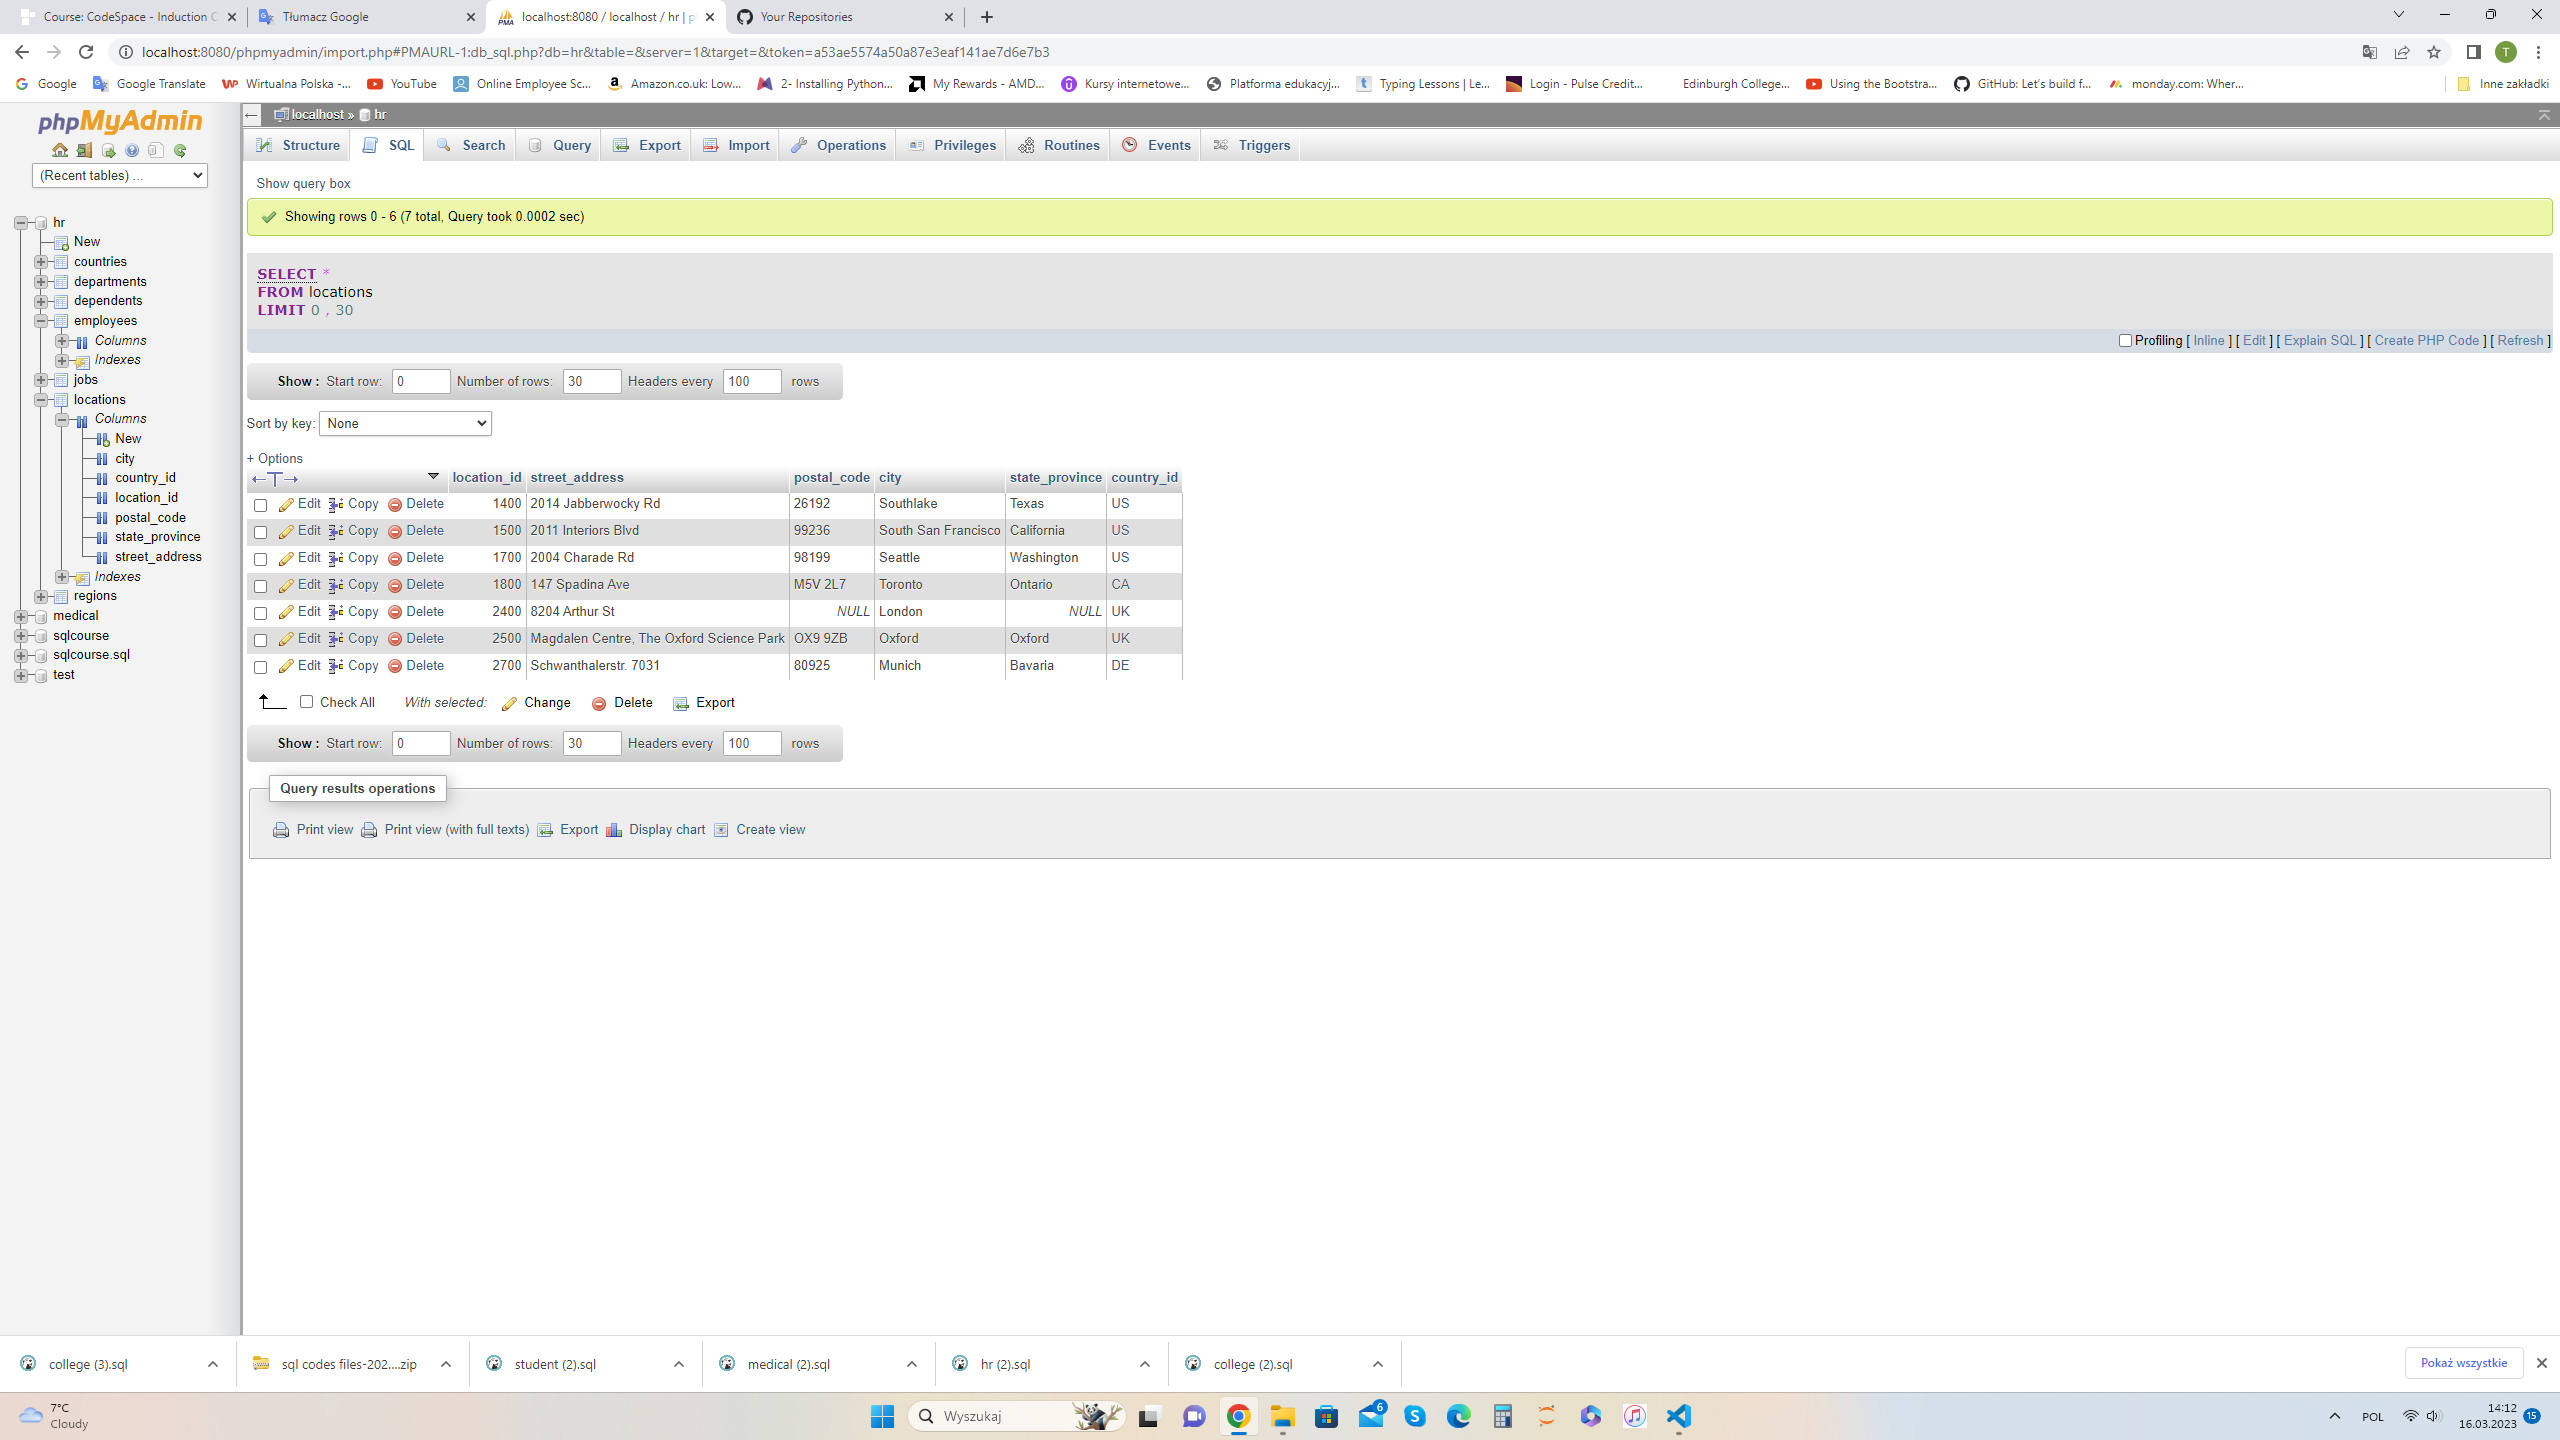 Course: CodeSpace - Induction C
Tłumacz Google
localhost:8080 / localhost / hr | p
Your Repositories
localhost:8080/phpmyadmin/import.php#PMAURL-1:db_sql.php?db=hr&table=&server=1&target=&token=a53ae5574a50a87e3eaf141ae7d6e7b3
T
Google
Google Translate
Wirtualna Polska -...
YouTube
Online Employee Sc...
Amazon.co.uk: Low...
2- Installing Python...
My Rewards - AMD...
Kursy internetowe...
Platforma edukacyj...
Typing Lessons | Le...
Login - Pulse Credit...
Edinburgh College...
Using the Bootstra...
GitHub: Let's build f...
monday.com: Wher...
Inne zakładki
phpMyAdmin
(Recent tables) ...
hr
New
countries
departments
dependents
employees
Columns
Indexes
jobs
locations
Columns
New
city
country_id
location_id
postal_code
state_province
street_address
Indexes
regions
medical
sqlcourse
sqlcourse.sql
test
localhost » hr
Structure SQL Search Query Export Import Operations Privileges Routines Events Triggers
Show query box
Showing rows 0 - 6 (7 total, Query took 0.0002 sec)
SELECT *
FROM locations
LIMIT 0 , 30
Profiling [ Inline ] [ Edit ] [ Explain SQL ] [ Create PHP Code ] [ Refresh ]
Show : Start row: 0 Number of rows: 30 Headers every 100 rows
Sort by key: None
+ Options
←T→ location_id street_address postal_code city state_province country_id
Edit Copy Delete 1400 2014 Jabberwocky Rd 26192 Southlake Texas US
Edit Copy Delete 1500 2011 Interiors Blvd 99236 South San Francisco California US
Edit Copy Delete 1700 2004 Charade Rd 98199 Seattle Washington US
Edit Copy Delete 1800 147 Spadina Ave M5V 2L7 Toronto Ontario CA
Edit Copy Delete 2400 8204 Arthur St NULL London NULL UK
Edit Copy Delete 2500 Magdalen Centre, The Oxford Science Park OX9 9ZB Oxford Oxford UK
Edit Copy Delete 2700 Schwanthalerstr. 7031 80925 Munich Bavaria DE
Check All With selected: Change Delete Export
Show : Start row: 0 Number of rows: 30 Headers every 100 rows
Query results operations
Print view Print view (with full texts) Export Display chart Create view
college (3).sql
sql codes files-202....zip
student (2).sql
medical (2).sql
hr (2).sql
college (2).sql
Pokaż wszystkie
7°C
Cloudy
Wyszukaj
6
POL
14:12
16.03.2023
15